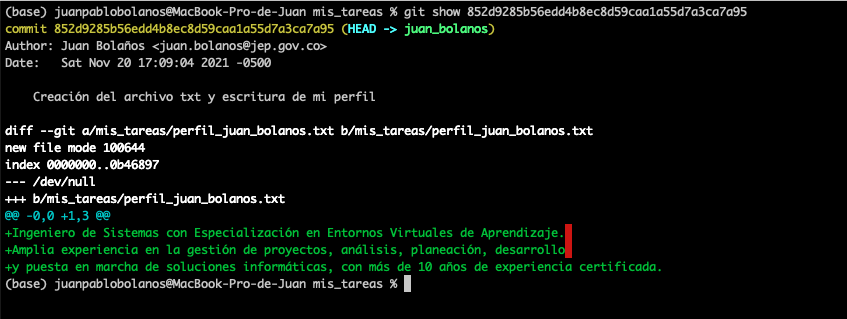 (base) juanpablobolanos@MacBook-Pro-de-Juan mis_tareas % git show 852d9285b56edd4b8ec8d59caa1a55d7a3ca7a95
commit 852d9285b56edd4b8ec8d59caa1a55d7a3ca7a95 (HEAD -> juan_bolanos)
Author: Juan Bolaños <juan.bolanos@jep.gov.co>
Date:   Sat Nov 20 17:09:04 2021 -0500
    Creación del archivo txt y escritura de mi perfil
diff --git a/mis_tareas/perfil_juan_bolanos.txt b/mis_tareas/perfil_juan_bolanos.txt
new file mode 100644
index 0000000..0b46897
--- /dev/null
+++ b/mis_tareas/perfil_juan_bolanos.txt
@@ -0,0 +1,3 @@
+Ingeniero de Sistemas con Especialización en Entornos Virtuales de Aprendizaje.
+Amplia experiencia en la gestión de proyectos, análisis, planeación, desarrollo
+y puesta en marcha de soluciones informáticas, con más de 10 años de experiencia certificada.
(base) juanpablobolanos@MacBook-Pro-de-Juan mis_tareas %